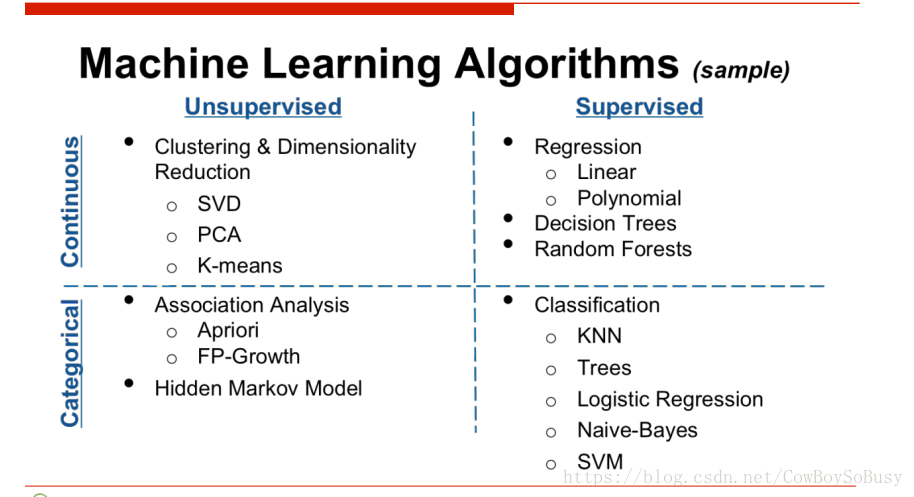 Machine Learning Algorithms (sample)
Unsupervised
Supervised
Continuous
• Clustering & Dimensionality
Reduction
o SVD
o PCA
o K-means
• Regression
o Linear
o Polynomial
• Decision Trees
• Random Forests
Categorical
• Association Analysis
o Apriori
o FP-Growth
• Hidden Markov Model
• Classification
o KNN
o Trees
o Logistic Regression
o Naive-Bayes
o SVM
https://blog.csdn.net/CowBoySoBusy